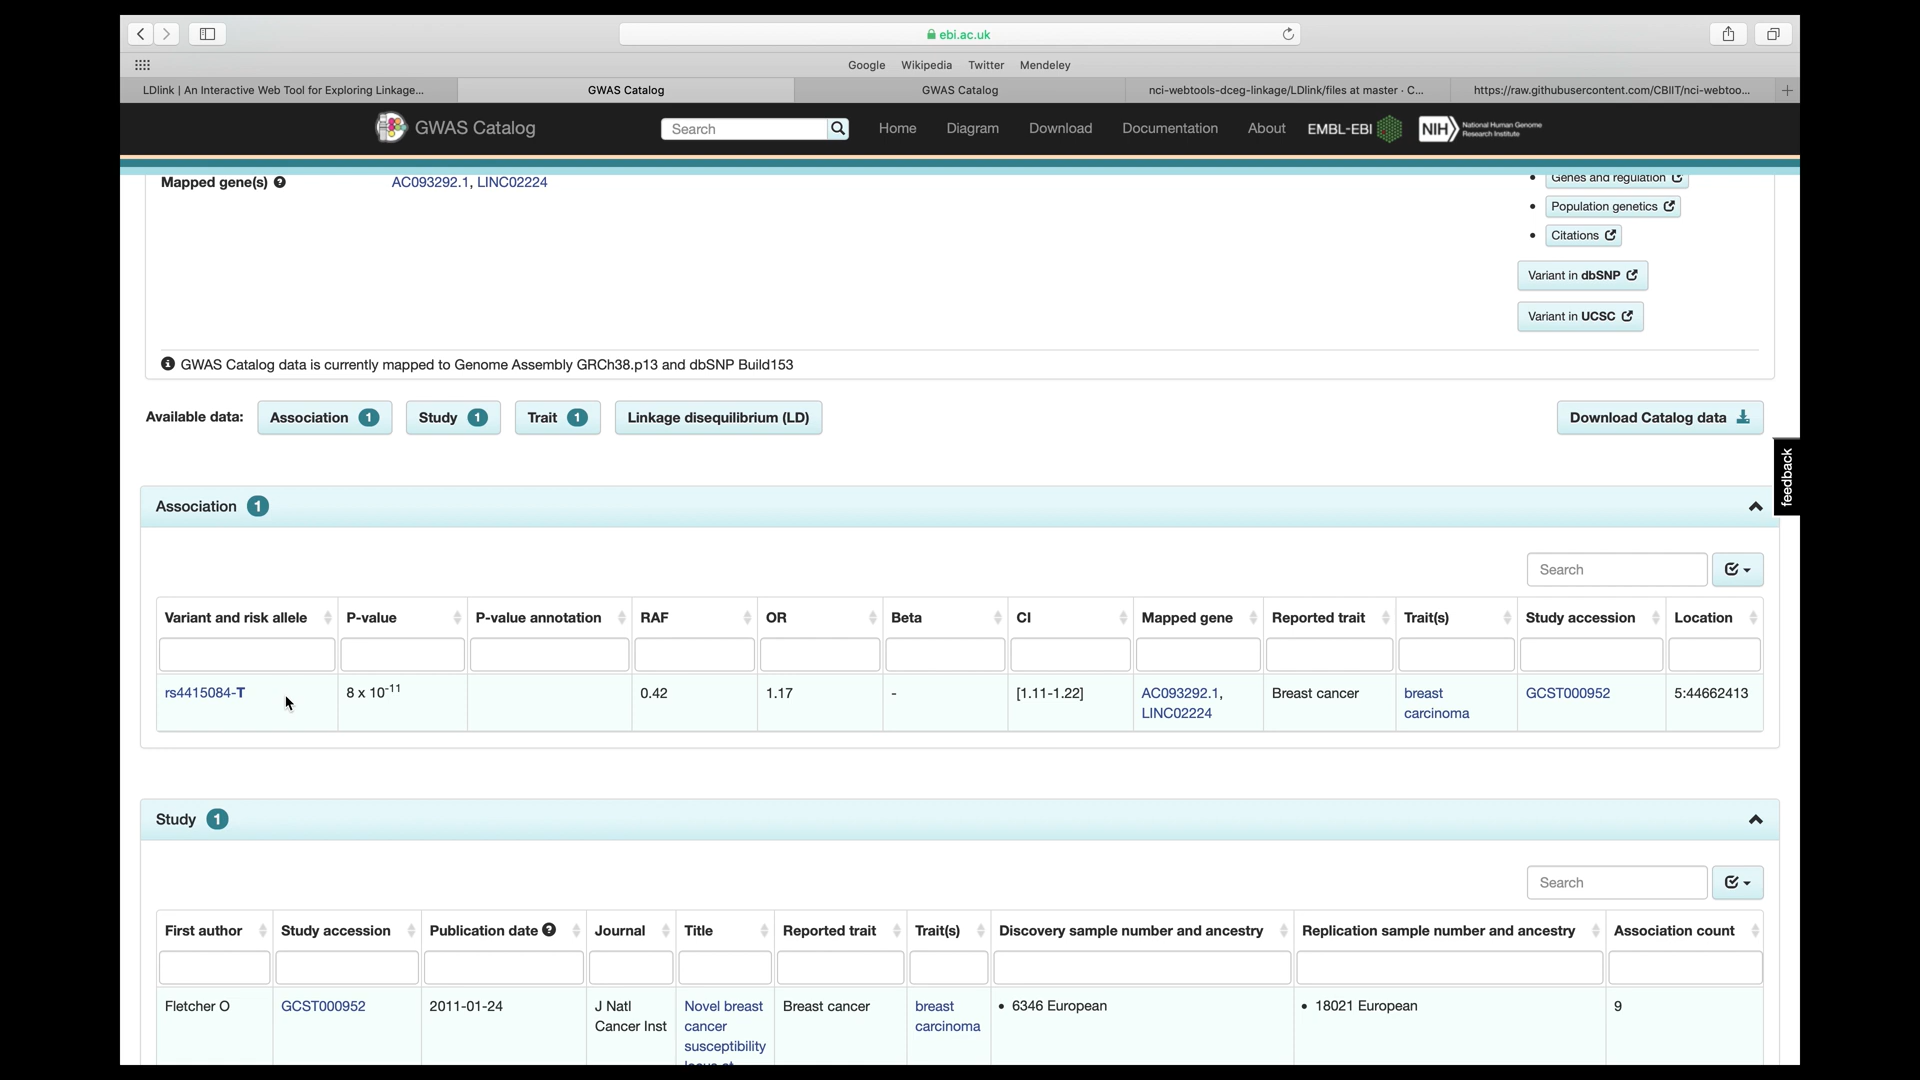 ebi.ac.uk
Google Wikipedia Twitter Mendeley
LDlink | An Interactive Web Tool for Exploring Linkage... GWAS Catalog GWAS Catalog nci-webtools-dceg-linkage/LDlink/files at master · C... https://raw.githubusercontent.com/CBIIT/nci-webtoo...
GWAS Catalog Search Home Diagram Download Documentation About EMBL-EBI NIH National Human Genome
Research Institute
Mapped gene(s) AC093292.1, LINC02224
Genes and regulation
Population genetics
Citations
Variant in dbSNP
Variant in UCSC
GWAS Catalog data is currently mapped to Genome Assembly GRCh38.p13 and dbSNP Build153
Available data: Association 1 Study 1 Trait 1 Linkage disequilibrium (LD) Download Catalog data
feedback
Association 1
Search
Variant and risk allele P-value P-value annotation RAF OR Beta CI Mapped gene Reported trait Trait(s) Study accession Location
rs4415084-T 8 x 10-11 0.42 1.17 - [1.11-1.22] AC093292.1, Breast cancer breast GCST000952 5:44662413
LINC02224 carcinoma
Study 1
Search
First author Study accession Publication date Journal Title Reported trait Trait(s) Discovery sample number and ancestry Replication sample number and ancestry Association count
Fletcher O GCST000952 2011-01-24 J Natl Novel breast Breast cancer breast • 6346 European • 18021 European 9
Cancer Inst cancer carcinoma
susceptibility